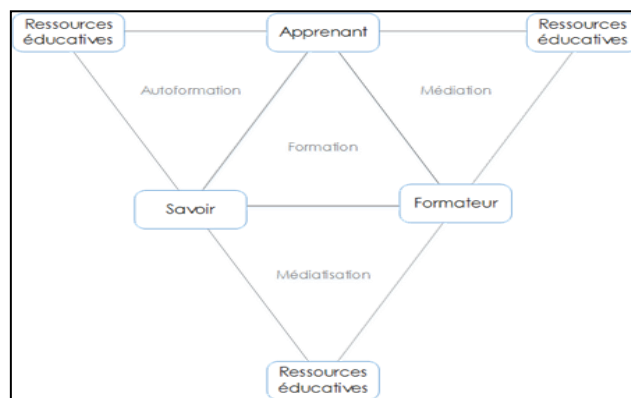 Ressources
éducatives
Apprenant
Ressources
éducatives
Autoformation
Médiation
Formation
Savoir
Formateur
Médiatisation
Ressources
éducatives